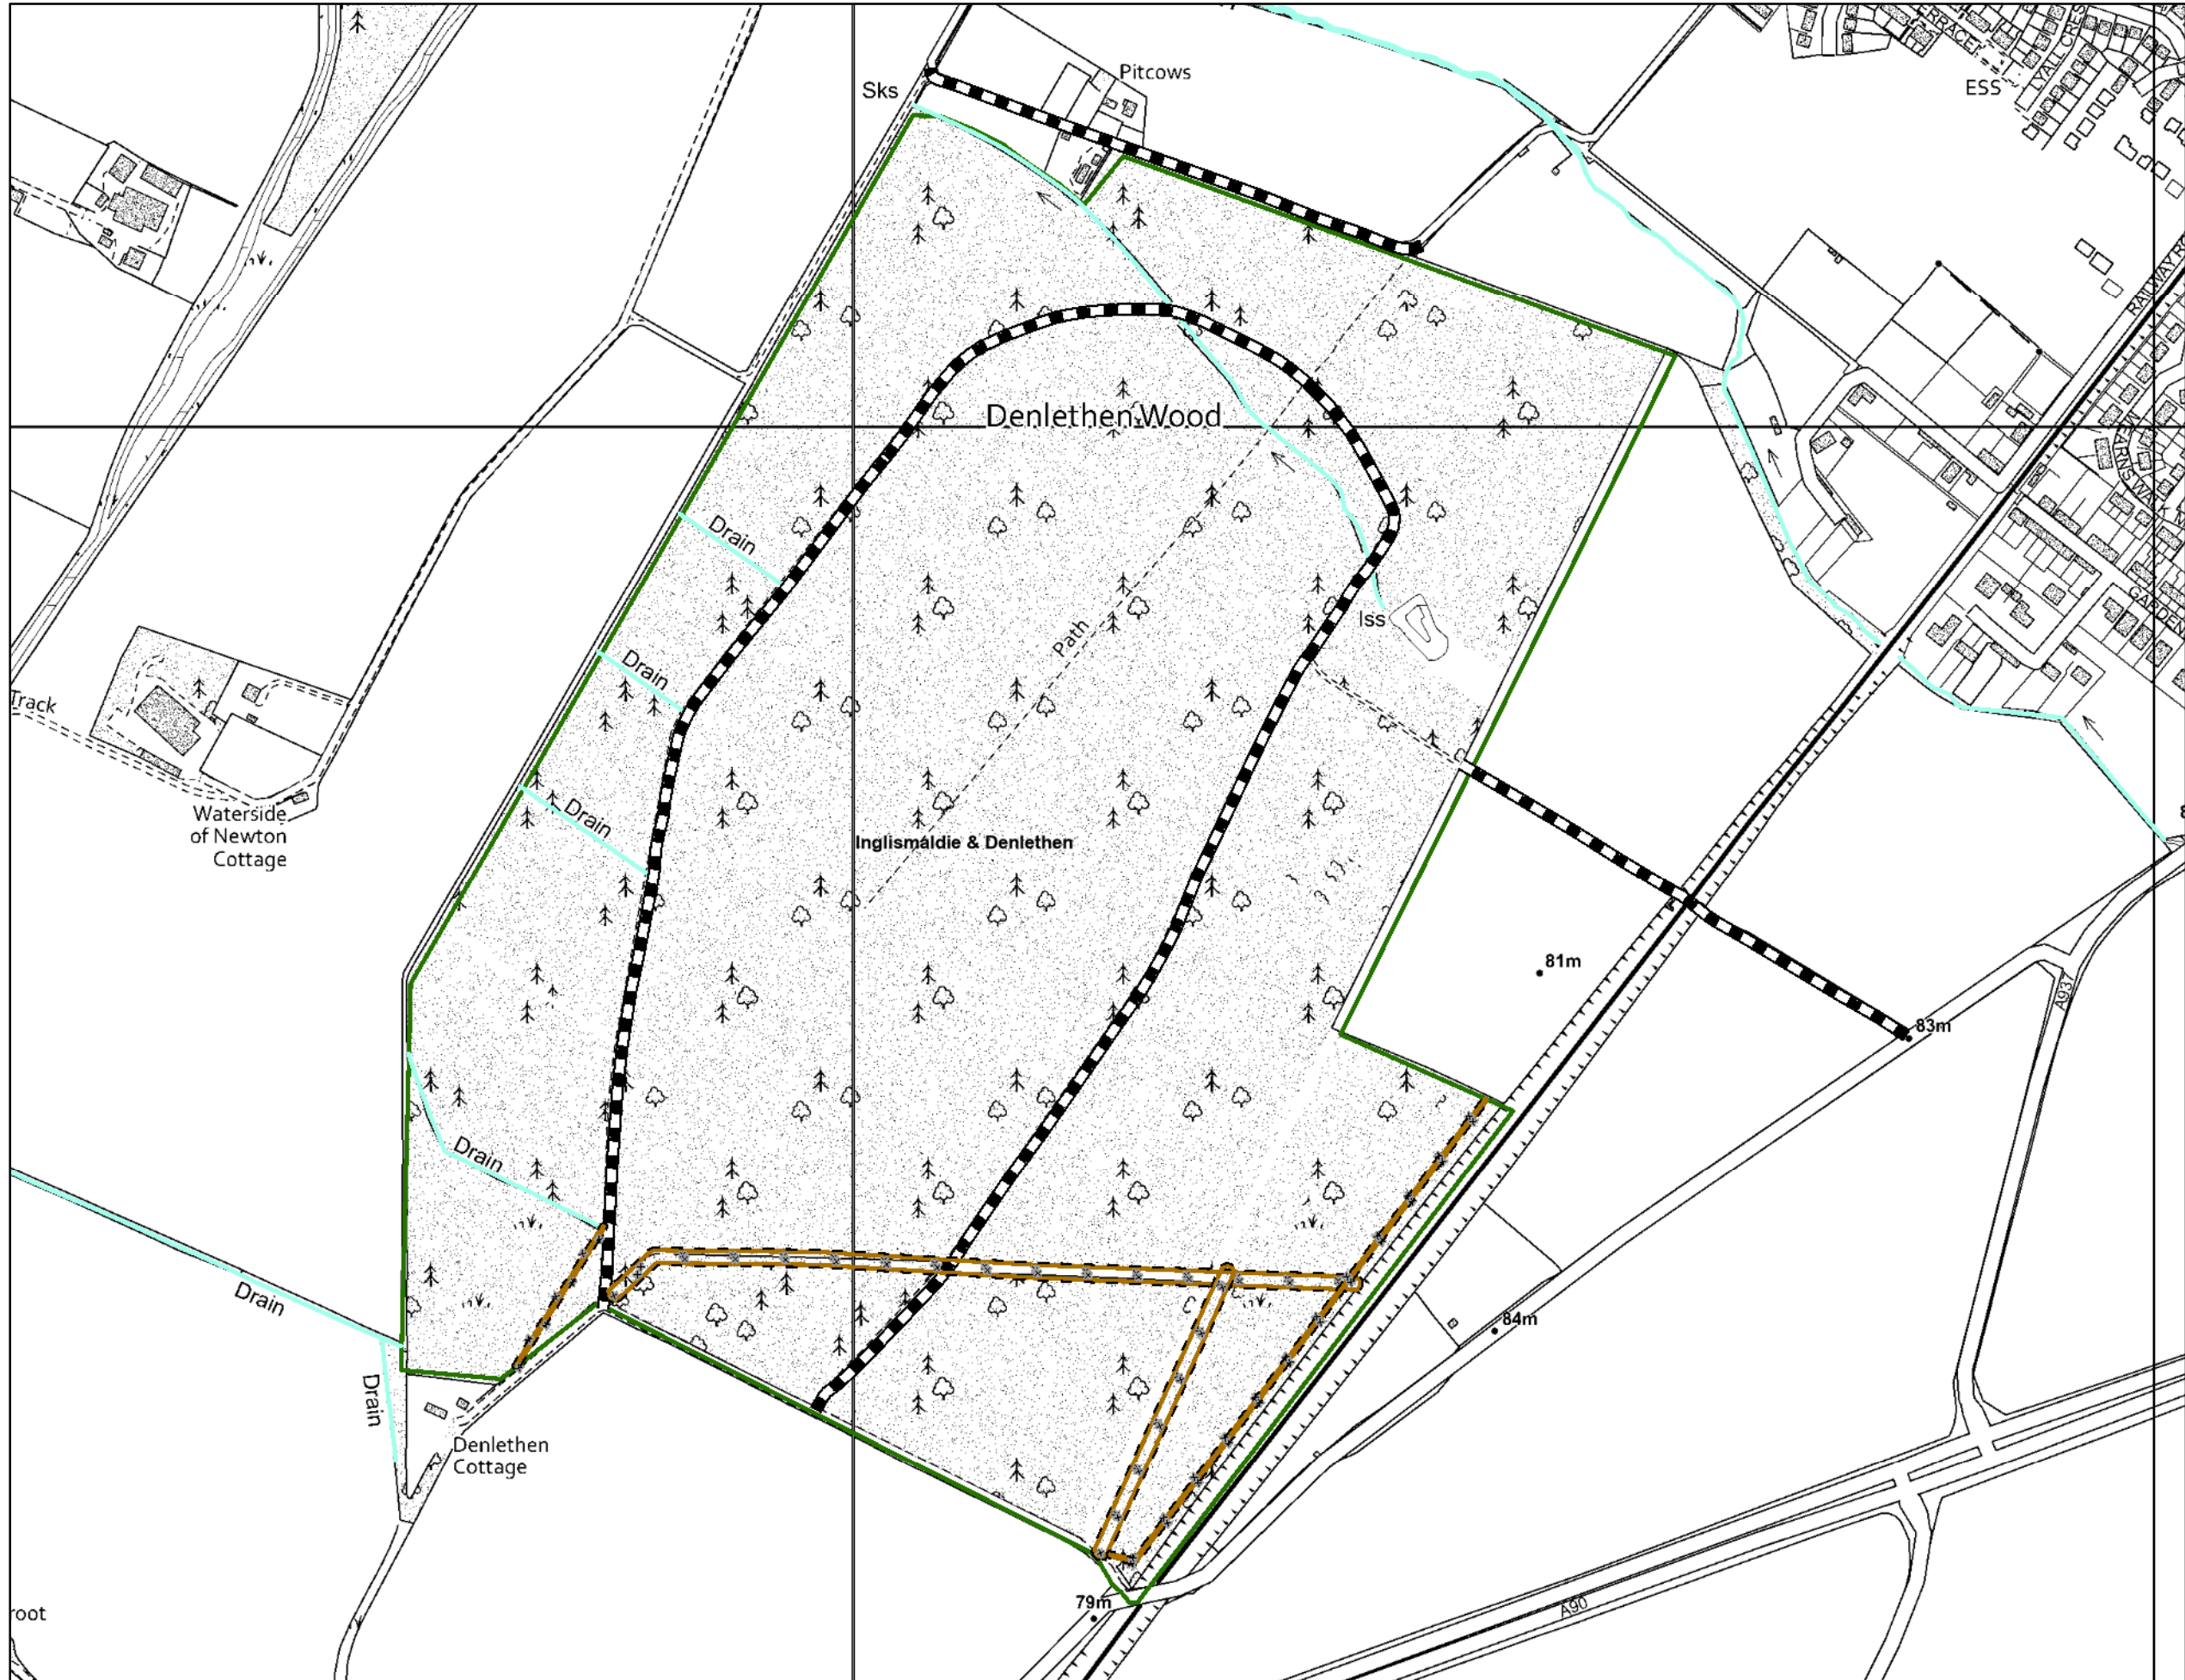 Pitcows
Sks
ESS
Denlethen Wood
Drain
Drain
Drain
Path
Iss
Track
Waterside
of Newton
Cottage
Inglismaldie & Denlethen
81m
83m
A93
Drain
Drain
Drain
84m
Denlethen
Cottage
79m
A90